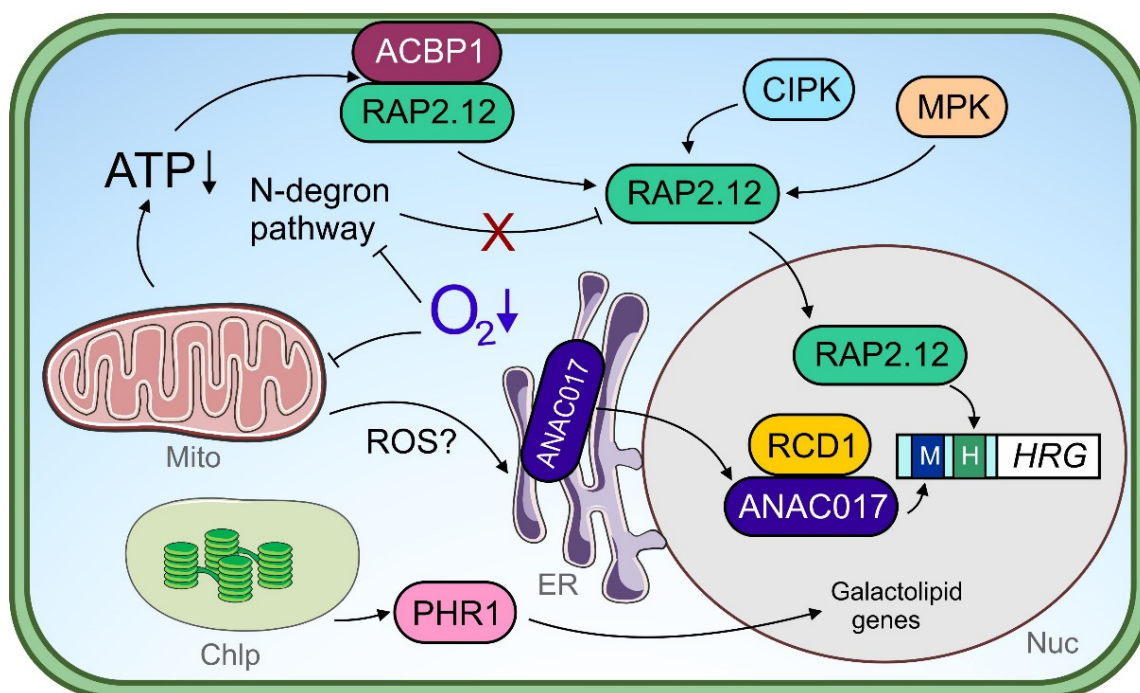 ACBP1
RAP2.12
CIPK
MPK
ATP↓
N-degron
pathway
X
RAP2.12
O₂↓
Mito
ROS?
ANAC017
ER
RAP2.12
RCD1
ANAC017
M H HRG
Chlp
PHR1
Galactolipid
genes
Nuc